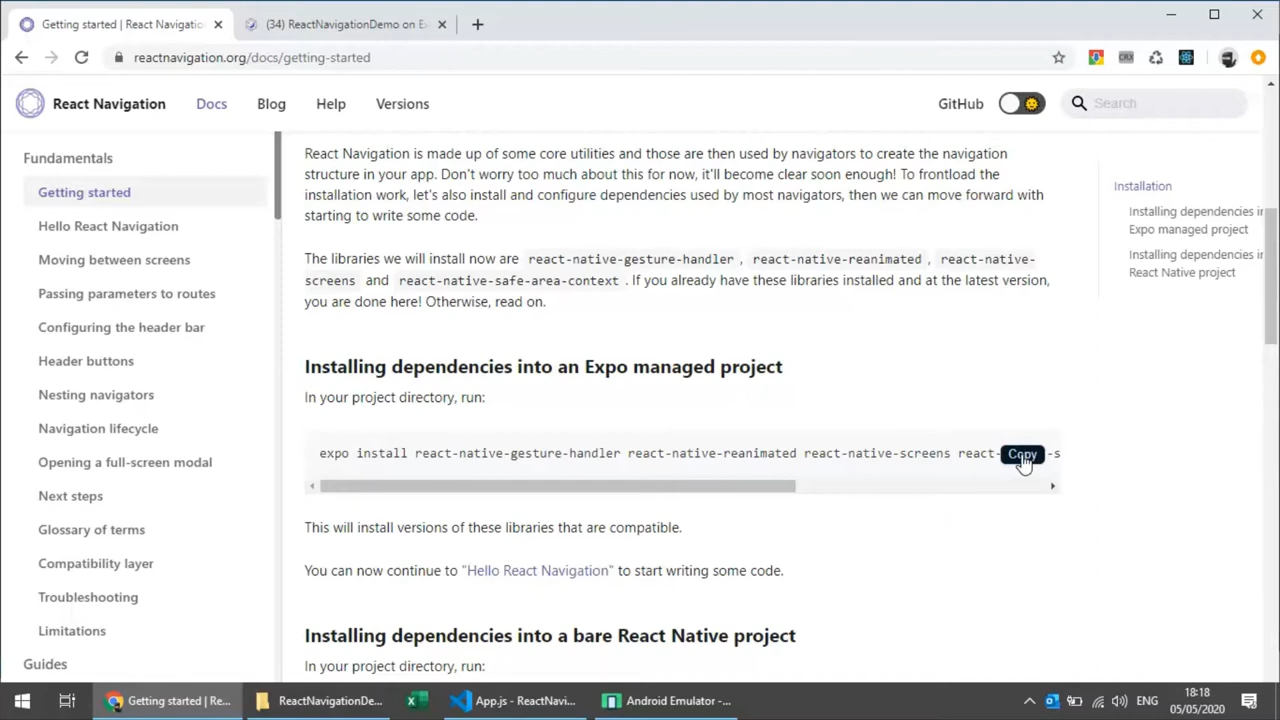 Getting started | React Navigatio
(34) ReactNavigationDemo on E
reactnavigation.org/docs/getting-started
React Navigation
Docs
Blog
Help
Versions
GitHub
Search
Fundamentals
Getting started
Hello React Navigation
Moving between screens
Passing parameters to routes
Configuring the header bar
Header buttons
Nesting navigators
Navigation lifecycle
Opening a full-screen modal
Next steps
Glossary of terms
Compatibility layer
Troubleshooting
Limitations
Guides
React Navigation is made up of some core utilities and those are then used by navigators to create the navigation
structure in your app. Don't worry too much about this for now, it'll become clear soon enough! To frontload the
installation work, let's also install and configure dependencies used by most navigators, then we can move forward with
starting to write some code.
The libraries we will install now are react-native-gesture-handler , react-native-reanimated , react-native-
screens and react-native-safe-area-context . If you already have these libraries installed and at the latest version,
you are done here! Otherwise, read on.
Installing dependencies into an Expo managed project
In your project directory, run:
expo install react-native-gesture-handler react-native-reanimated react-native-screens react- -s
Copy
This will install versions of these libraries that are compatible.
You can now continue to "Hello React Navigation" to start writing some code.
Installing dependencies into a bare React Native project
In your project directory, run:
Installation
Installing dependencies i
Expo managed project
Installing dependencies i
React Native project
Getting started | Re...
ReactNavigationDe...
App.js - ReactNavi...
Android Emulator -...
ENG
18:18
05/05/2020